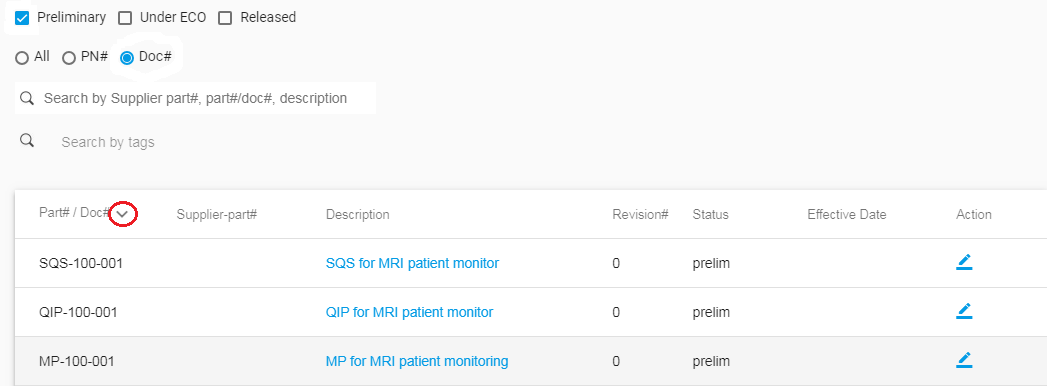 Preliminary Under ECO Released
All PN# Doc#
Search by Supplier part#, part#/doc#, description
Search by tags
Part# / Doc# Supplier-part# Description Revision# Status Effective Date Action
SQS-100-001 SQS for MRI patient monitor 0 prelim
QIP-100-001 QIP for MRI patient monitor 0 prelim
MP-100-001 MP for MRI patient monitoring 0 prelim